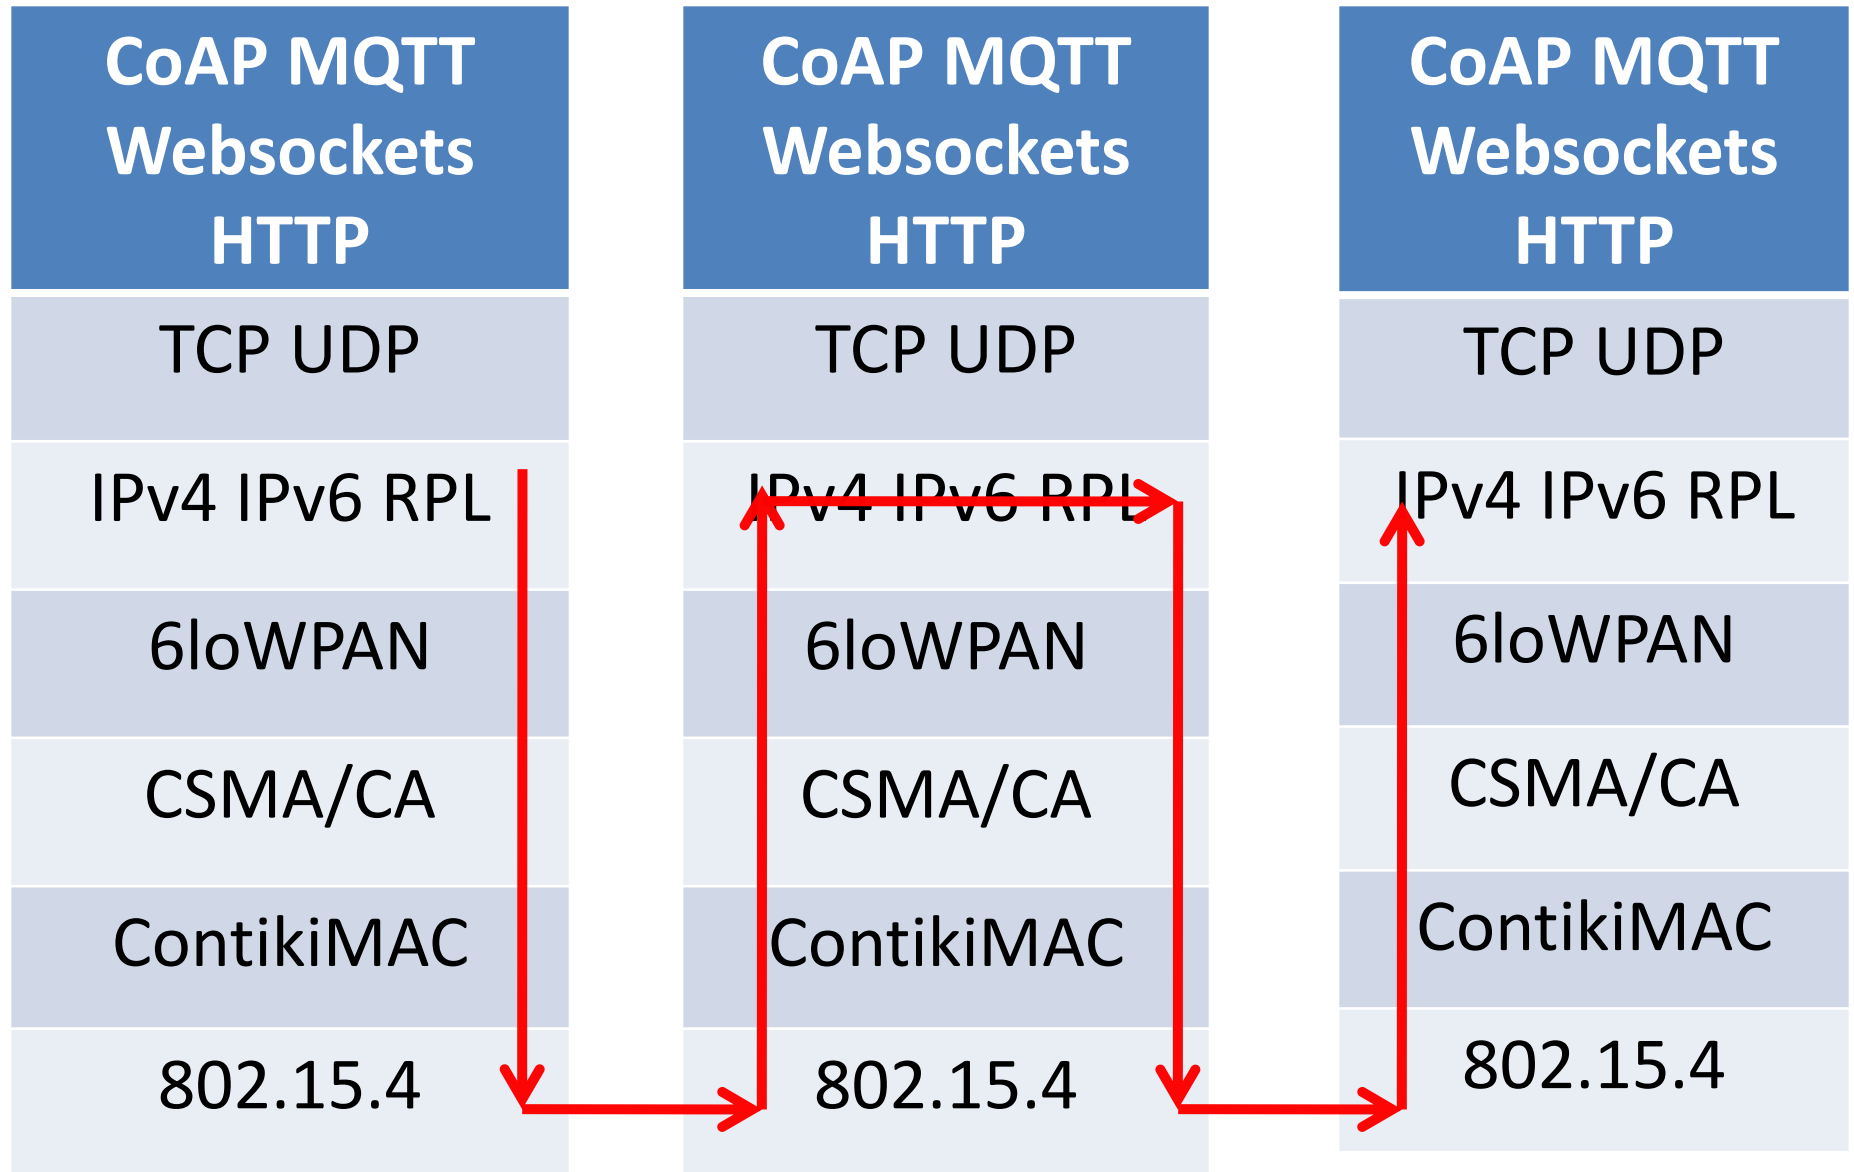 CoAP MQTT
Websockets
HTTP
TCP UDP
IPv4 IPv6 RPL
6loWPAN
CSMA/CA
ContikiMAC
802.15.4
CoAP MQTT
Websockets
HTTP
TCP UDP
IPv4 IPv6 RPL
6loWPAN
CSMA/CA
ContikiMAC
802.15.4
CoAP MQTT
Websockets
HTTP
TCP UDP
IPv4 IPv6 RPL
6loWPAN
CSMA/CA
ContikiMAC
802.15.4